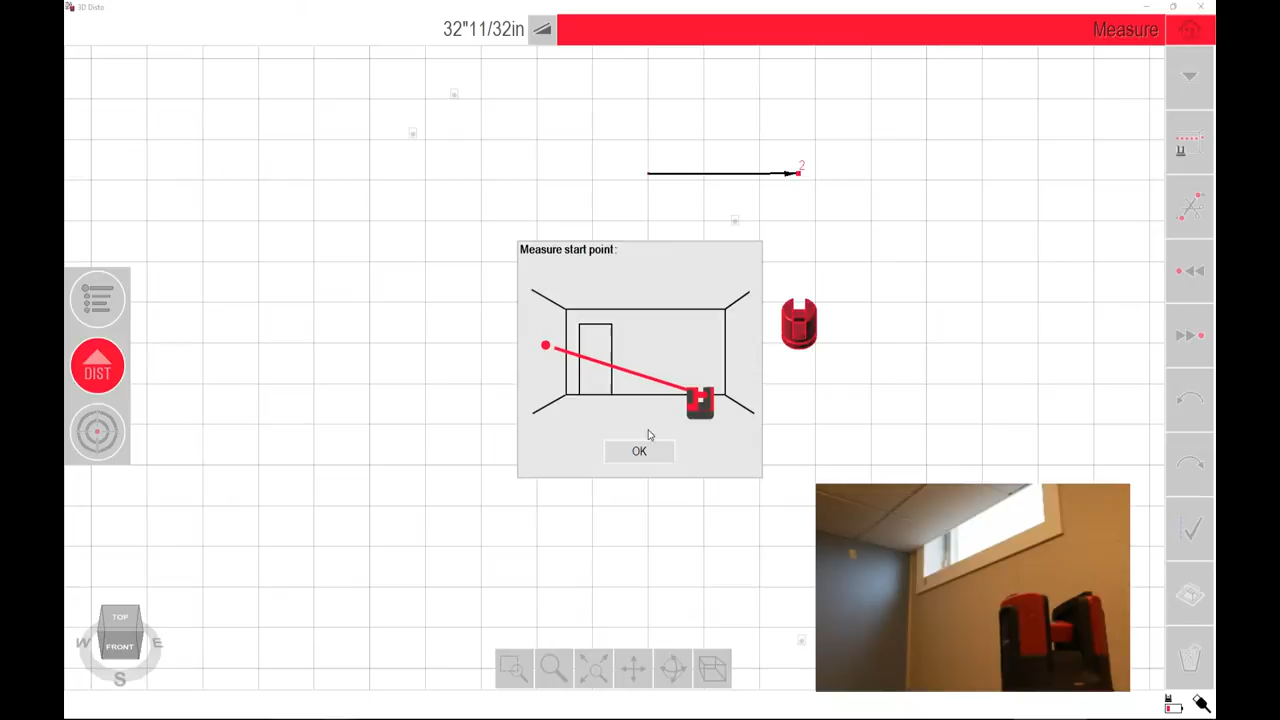 3D Disto
32"11/32in
Measure
2
Measure start point:
OK
DIST
TOP
FRONT
W
E
S